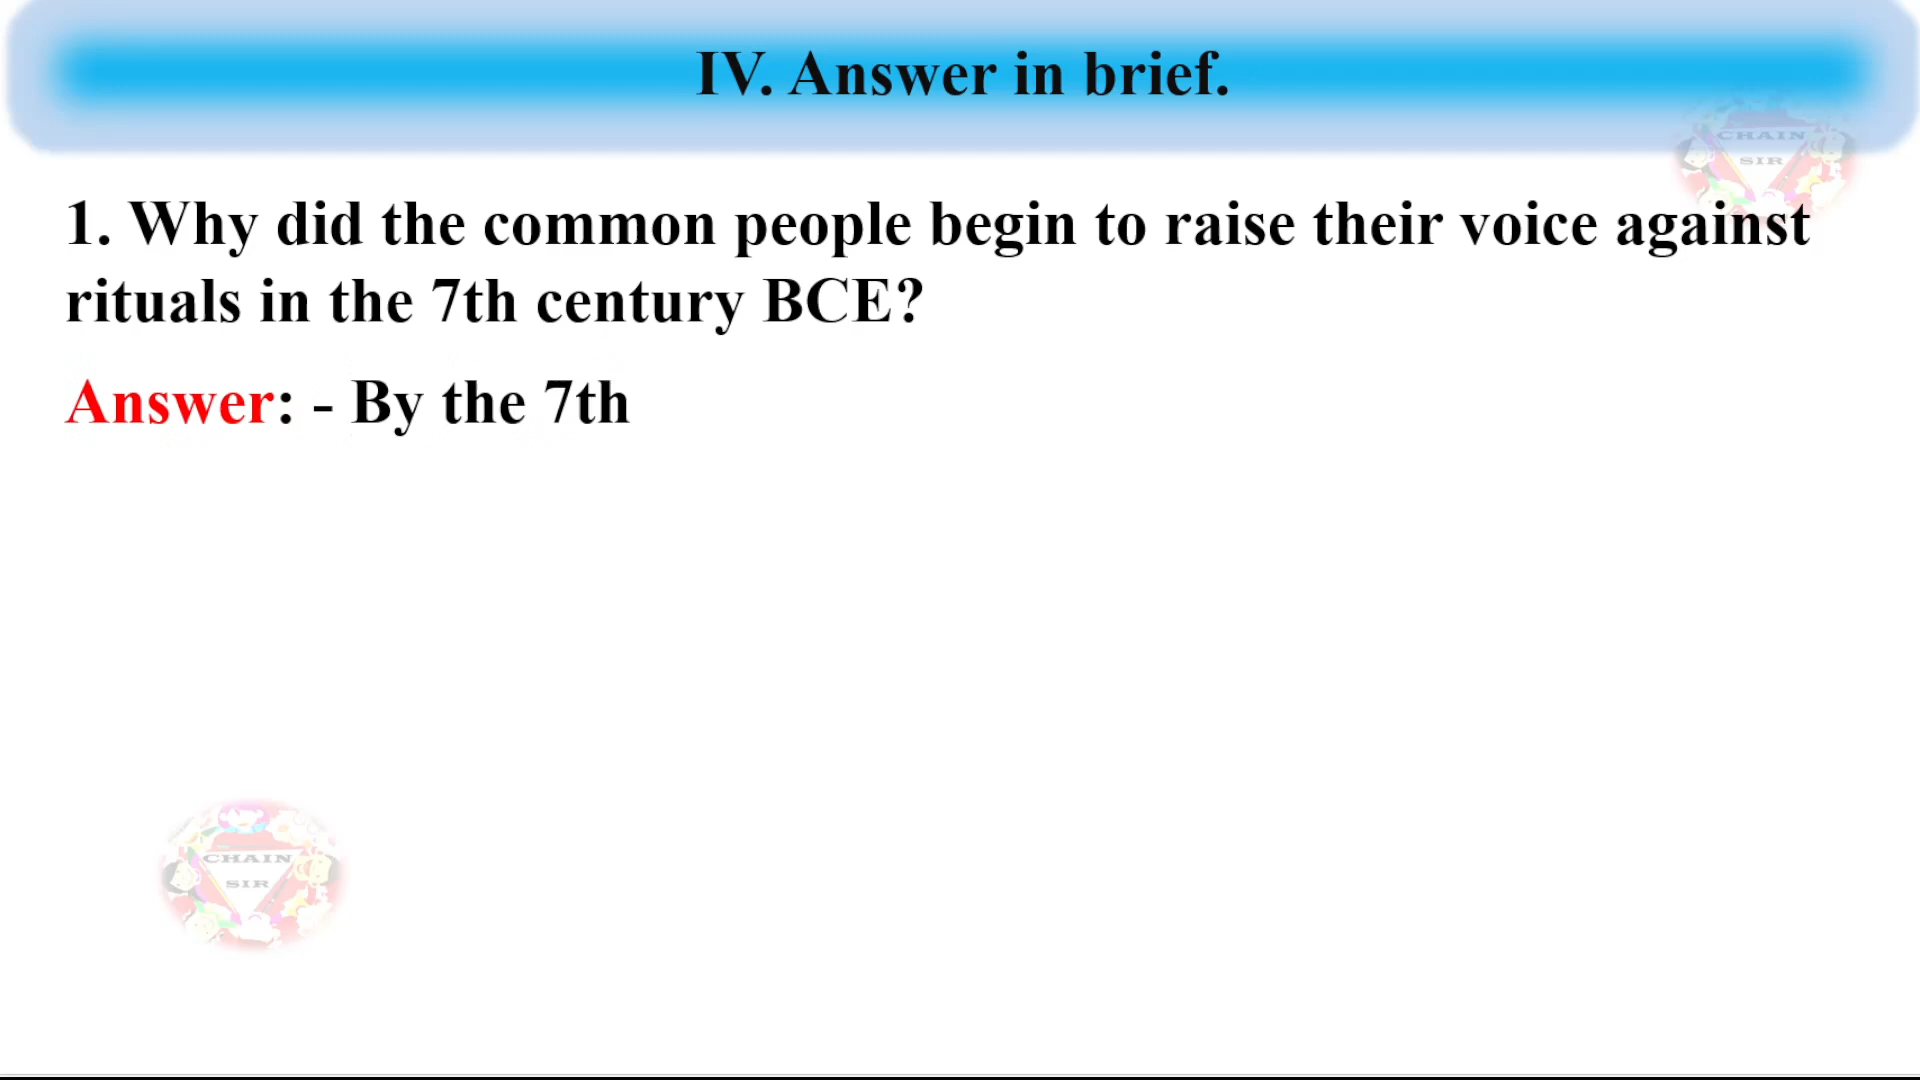 IV. Answer in brief.
CHAIN
SIR
1. Why did the common people begin to raise their voice against
rituals in the 7th century BCE?
Answer: - By the 7th
CHAIN
SIR